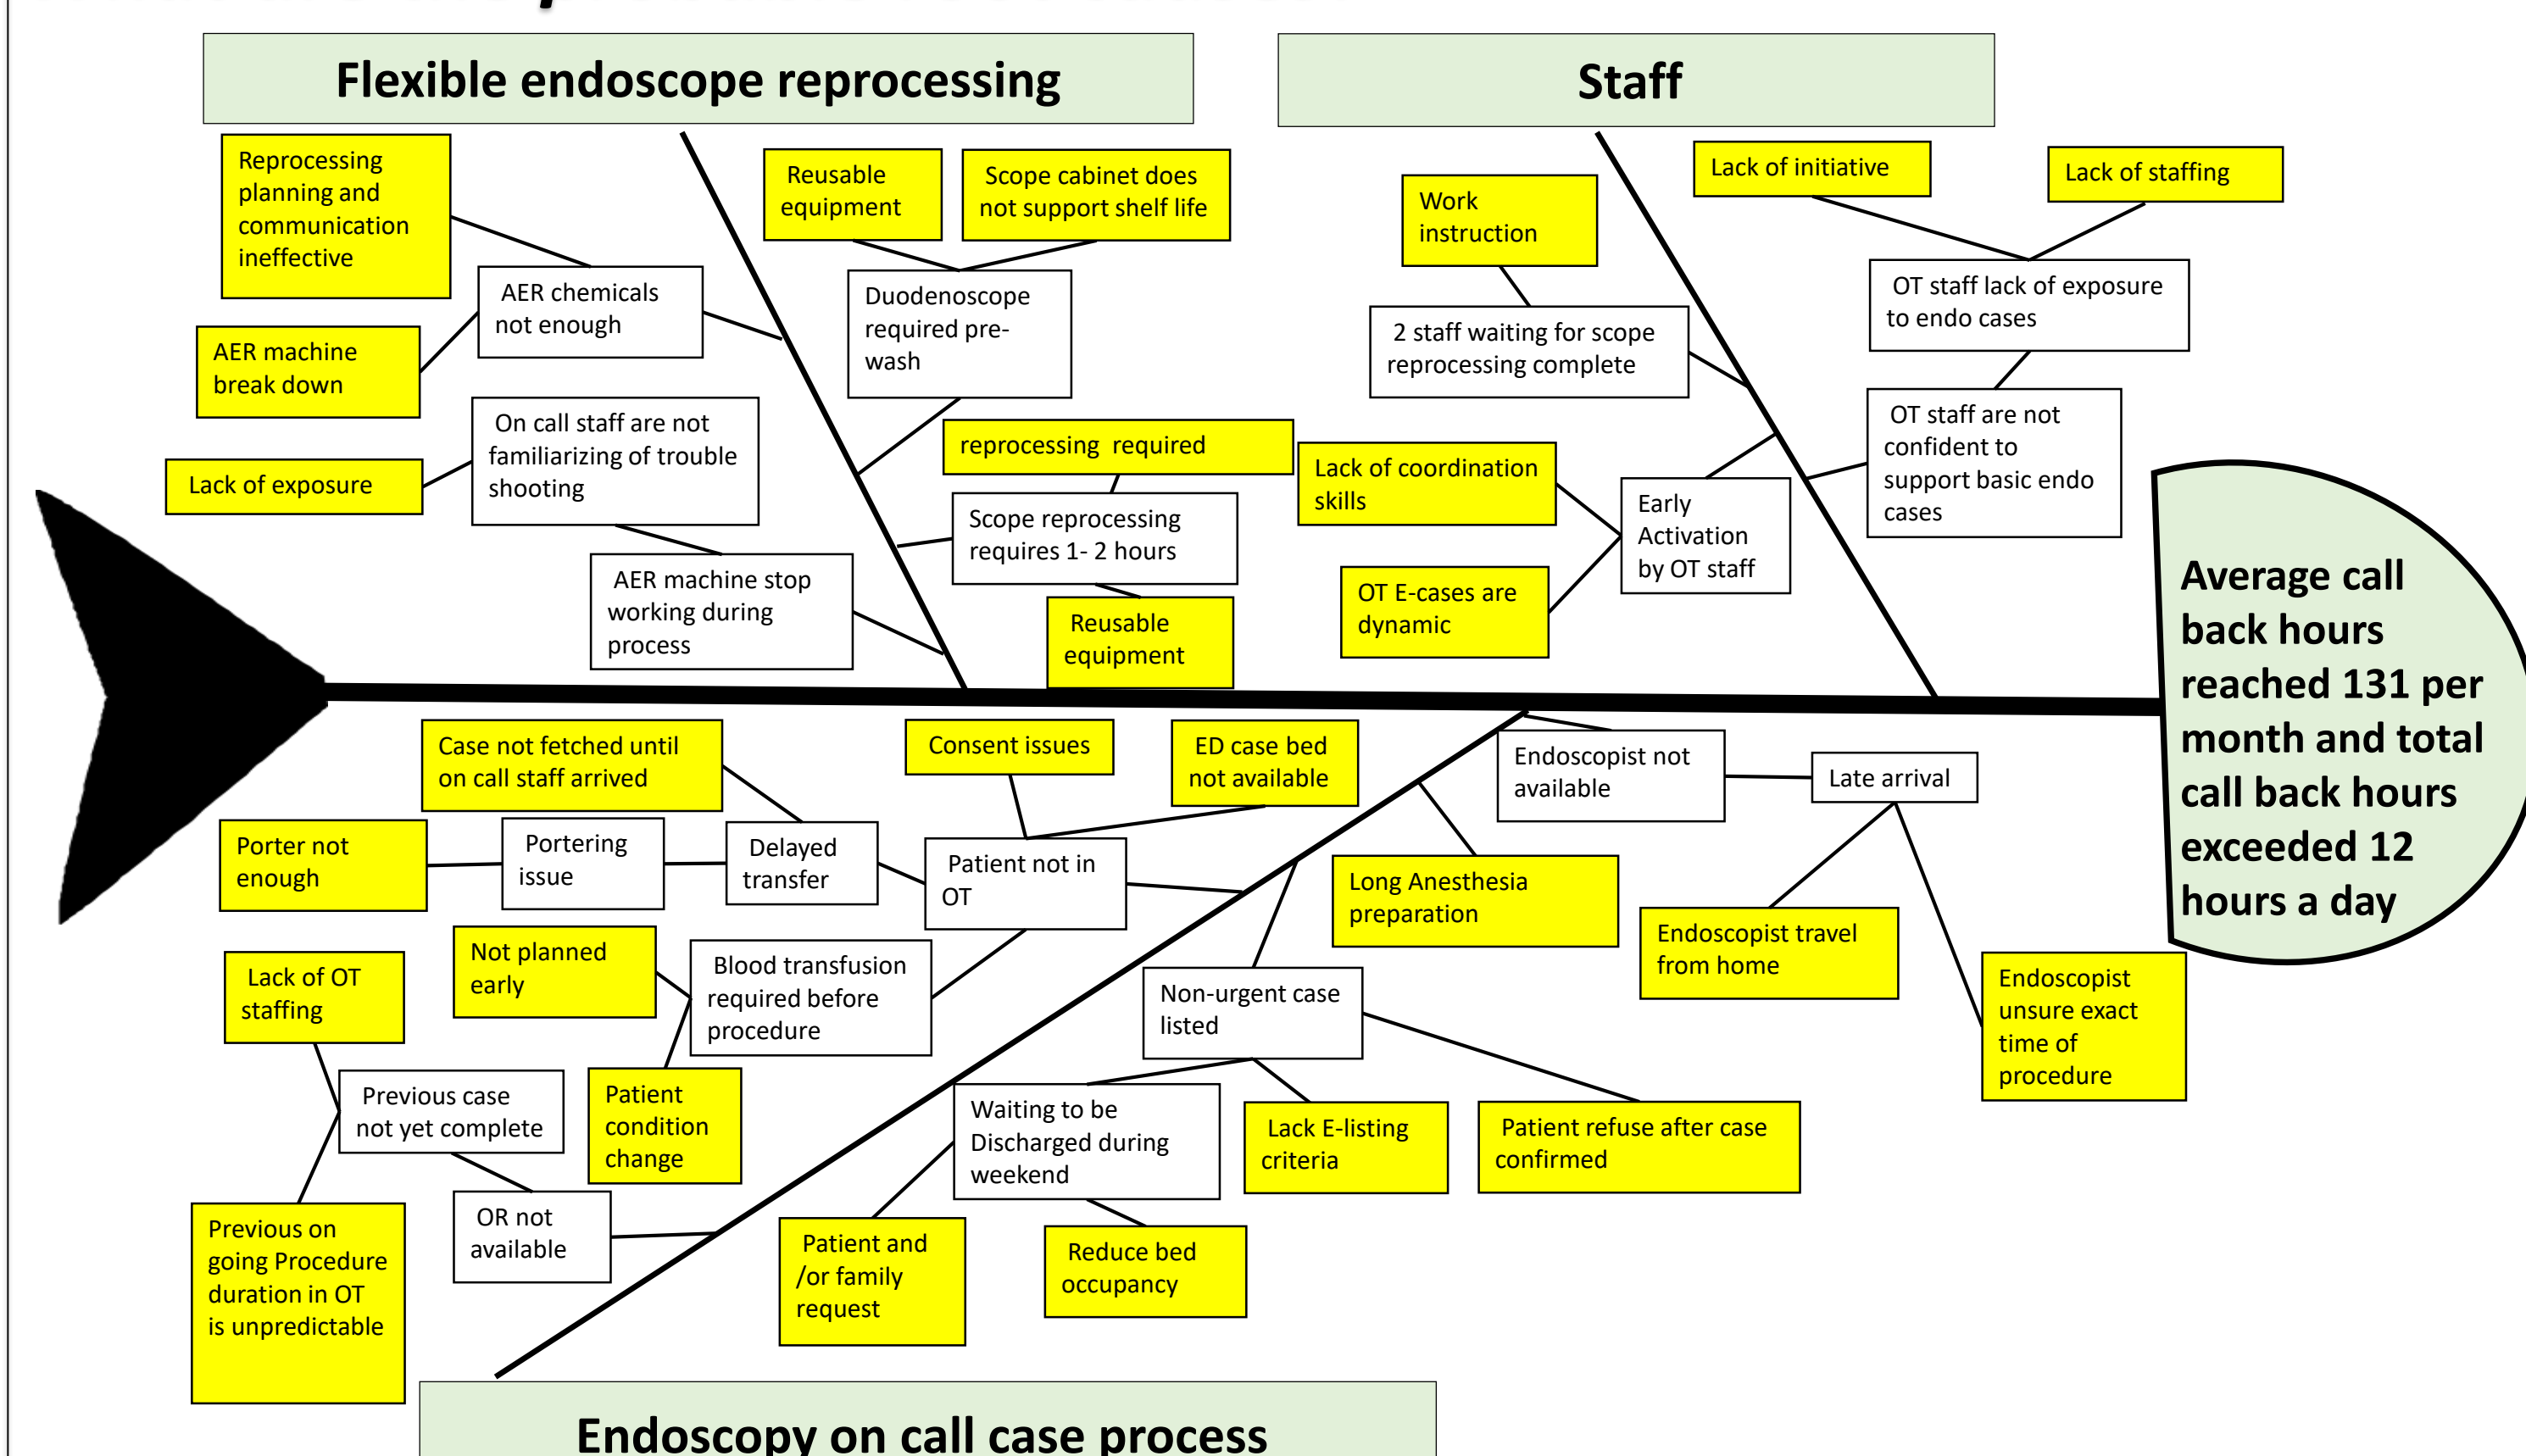 Flexible endoscope reprocessing
Staff
Reprocessing
planning and
communication
ineffective
Reusable
equipment
Scope cabinet does
not support shelf life
AER chemicals
not enough
AER machine
break down
Duodenoscope
required pre-
wash
On call staff are not
familiarizing of trouble
shooting
Lack of exposure
AER machine stop
working during
process
reprocessing required
Scope reprocessing
requires 1- 2 hours
Reusable
equipment
Work
instruction
2 staff waiting for scope
reprocessing complete
Lack of initiative
Lack of staffing
OT staff lack of exposure
to endo cases
OT staff are not
confident to
support basic endo
cases
Lack of coordination
skills
Early
Activation
by OT staff
OT E-cases are
dynamic
Average call
back hours
reached 131 per
month and total
call back hours
exceeded 12
hours a day
Case not fetched until
on call staff arrived
Consent issues
ED case bed
not available
Endoscopist not
available
Late arrival
Porter not
enough
Portering
issue
Delayed
transfer
Patient not in
OT
Long Anesthesia
preparation
Endoscopist travel
from home
Endoscopist
unsure exact
time of
procedure
Not planned
early
Blood transfusion
required before
procedure
Lack of OT
staffing
Previous case
not yet complete
Patient
condition
change
Non-urgent case
listed
Waiting to be
Discharged during
weekend
Lack E-listing
criteria
Patient refuse after case
confirmed
Previous on
going Procedure
duration in OT
is unpredictable
OR not
available
Patient and
/or family
request
Reduce bed
occupancy
Endoscopy on call case process